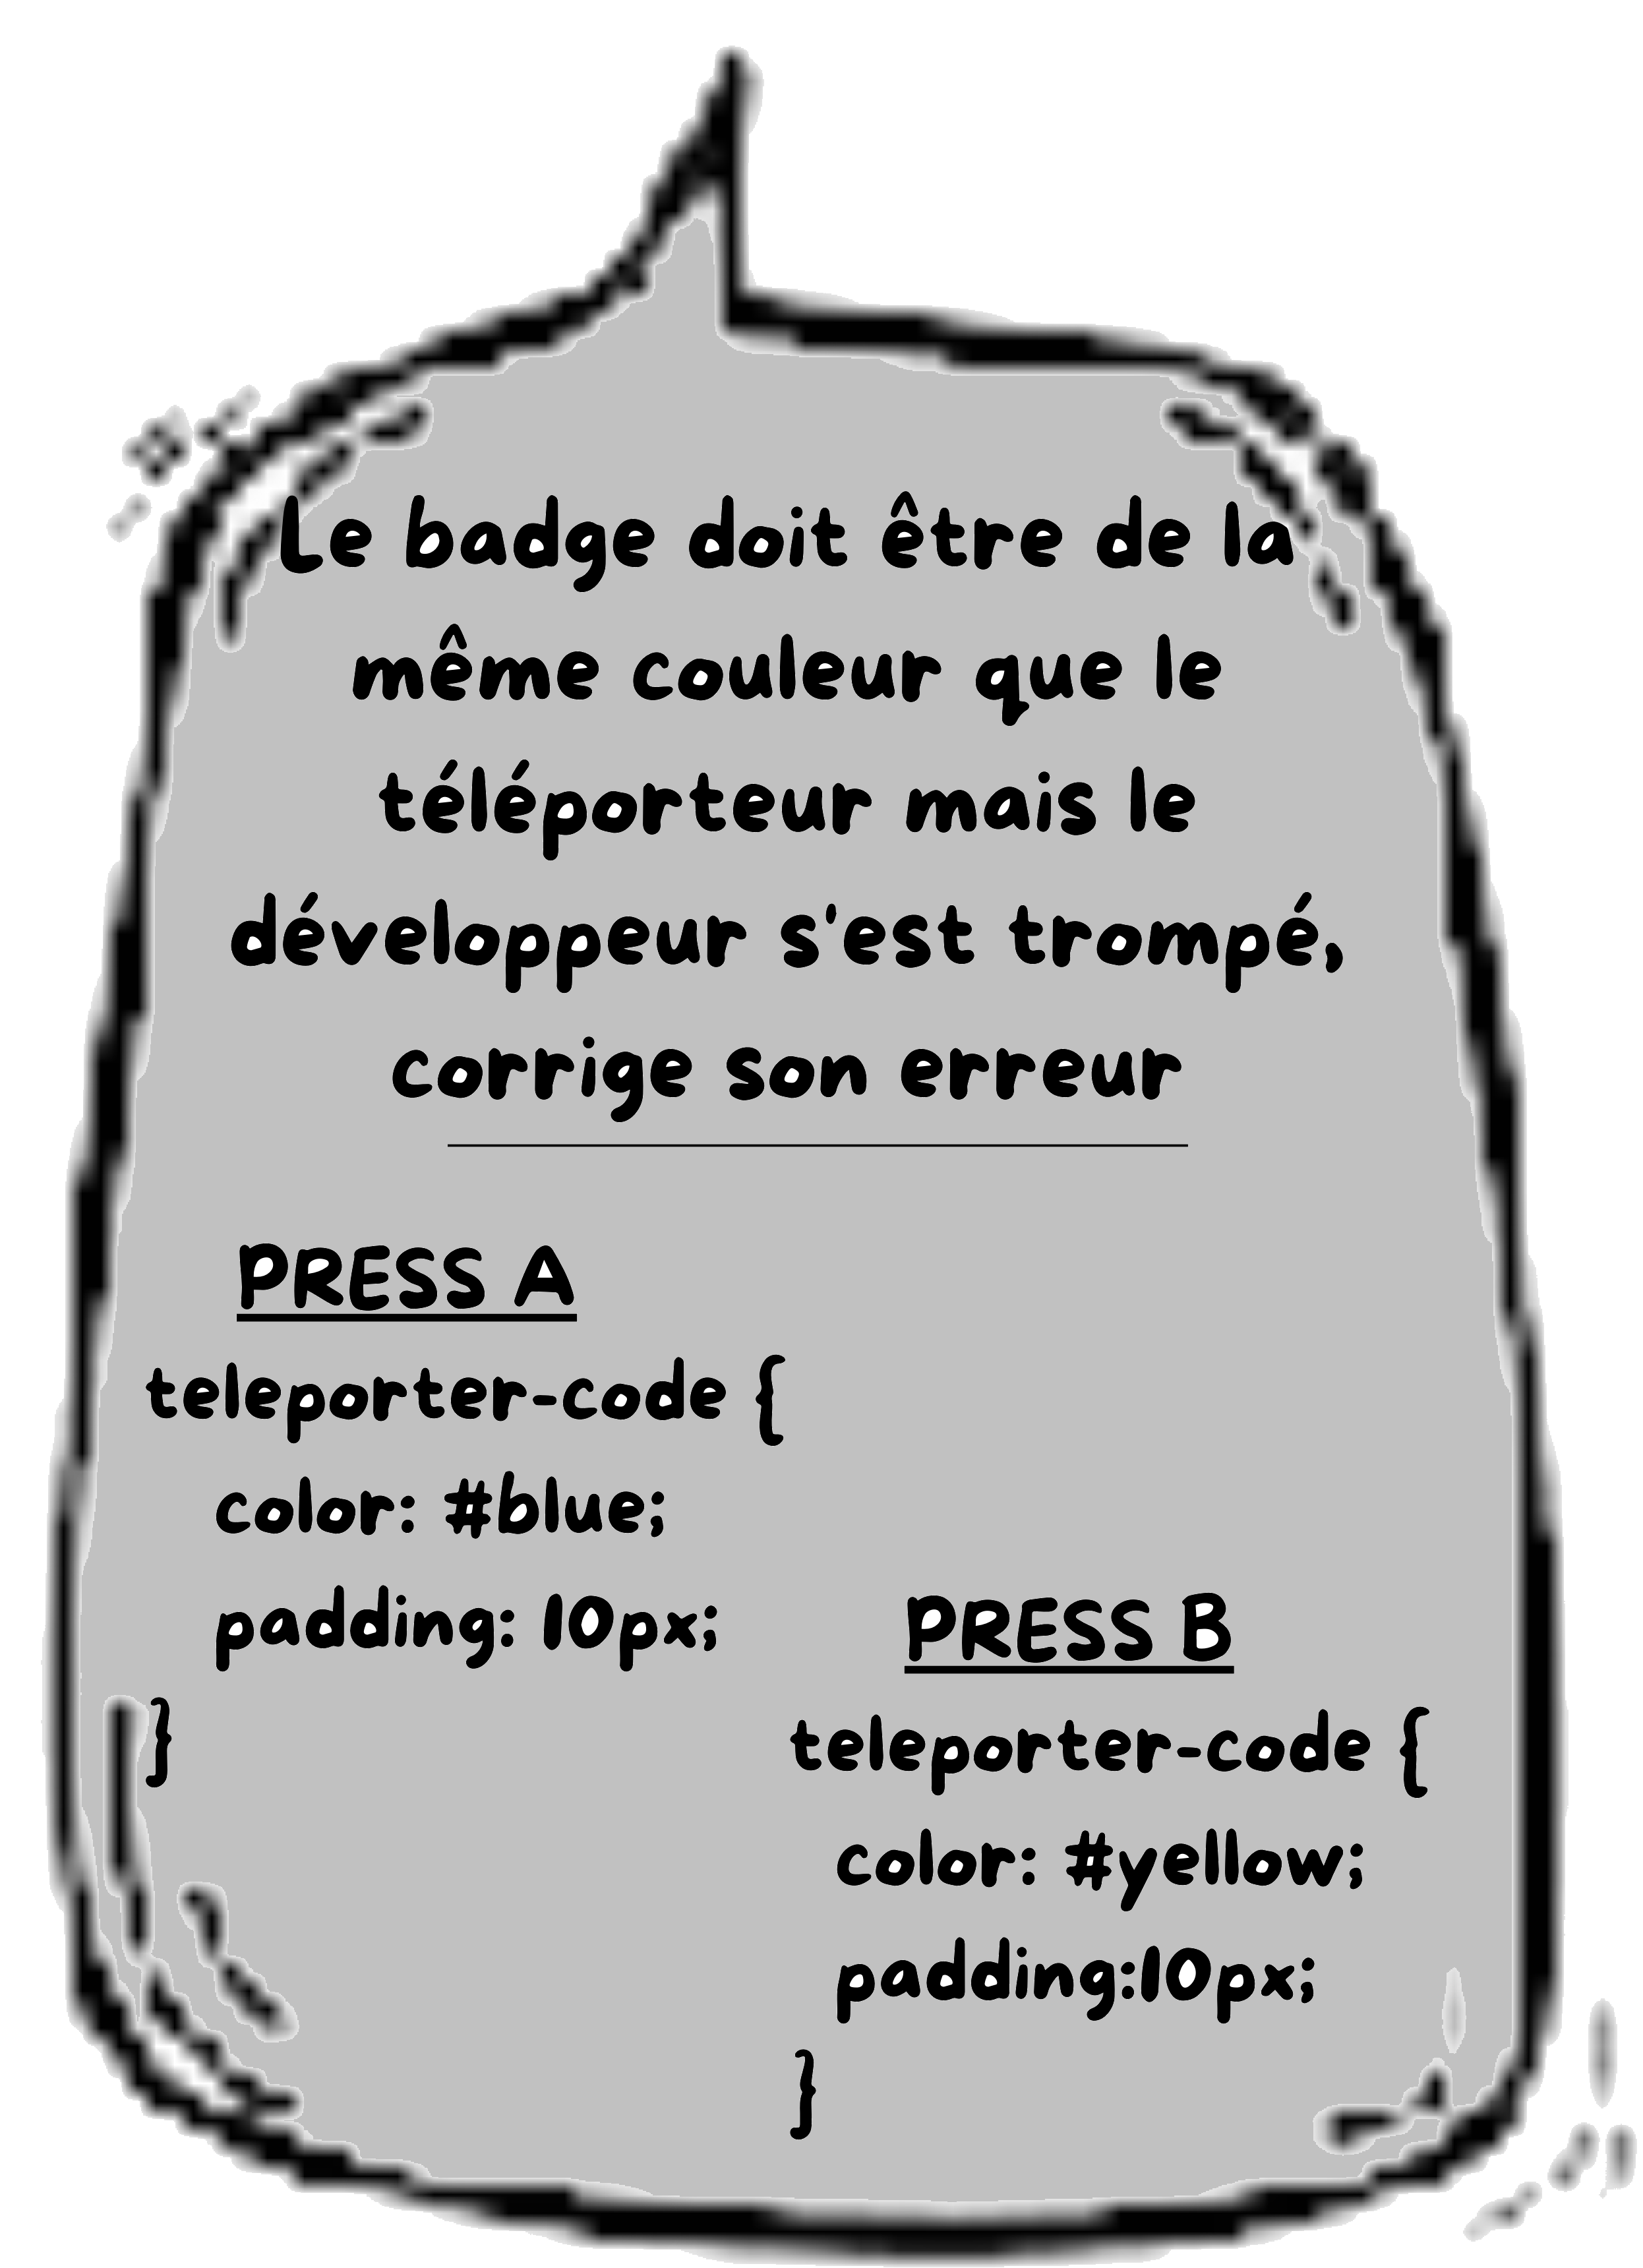 Le badge doit être de la
même couleur que le
téléporteur mais le
développeur s'est trompé,
corrige son erreur
PRESS A
teleporter-code {
color: #blue;
padding: 10px;
}
PRESS B
teleporter-code {
color: #yellow;
padding:10px;
}